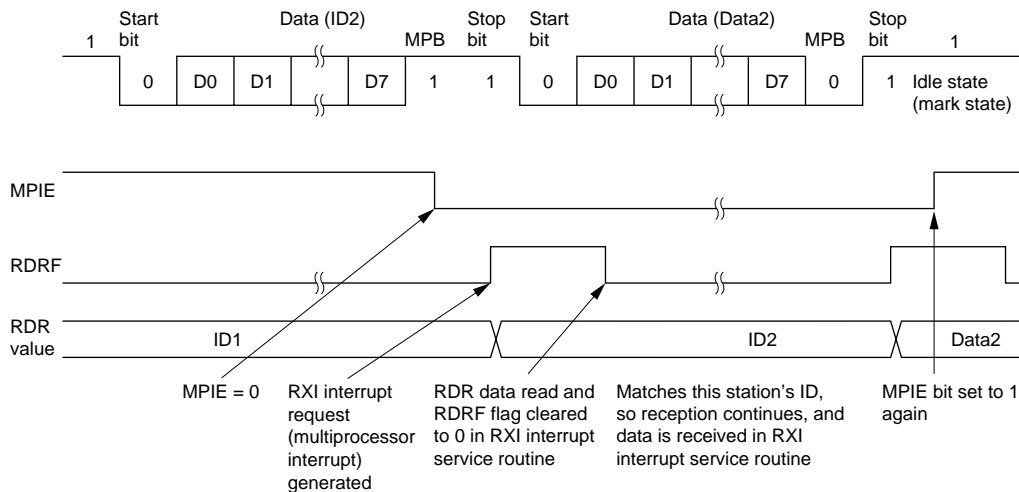 Start
bit
Data (ID2)
Stop
bit
Start
bit
Data (Data2)
Stop
bit
1
MPB
MPB
1
0
D0
D1
D7
1
1
0
D0
D1
D7
0
1
Idle state
(mark state)
MPIE
RDRF
RDR
value
ID1
ID2
Data2
MPIE = 0
RXI interrupt
request
(multiprocessor
interrupt)
generated
RDR data read and
RDRF flag cleared
to 0 in RXI interrupt
service routine
Matches this station's ID,
so reception continues, and
data is received in RXI
interrupt service routine
MPIE bit set to 1
again